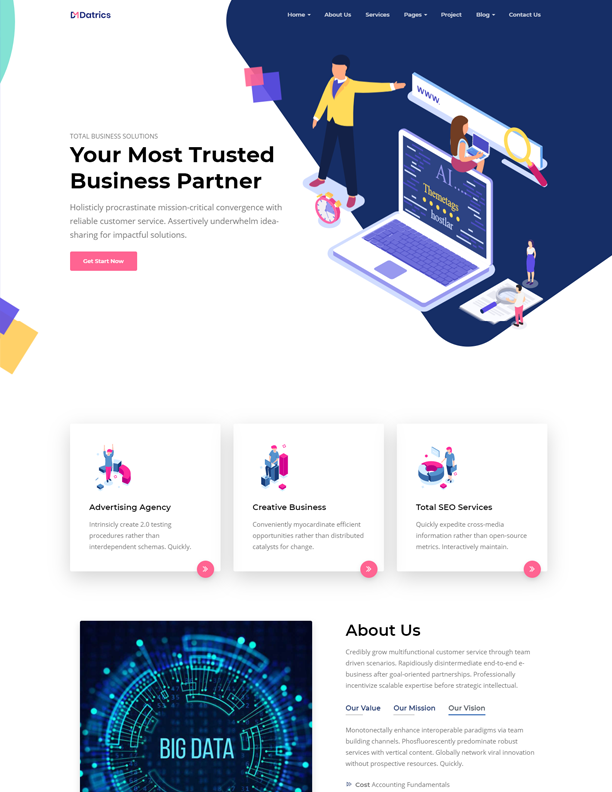 Datrics
Home About Us Services Pages Project Blog Contact Us
WWW.
AI
Themetags
hostlar
TOTAL BUSINESS SOLUTIONS
Your Most Trusted
Business Partner
Holisticly procrastinate mission-critical convergence with
reliable customer service. Assertively underwhelm idea-
sharing for impactful solutions.
Get Start Now
Advertising Agency
Intrinsicly create 2.0 testing
procedures rather than
interdependent schemas. Quickly.
Creative Business
Conveniently myocardinate efficient
opportunities rather than distributed
catalysts for change.
Total SEO Services
Quickly expedite cross-media
information rather than open-source
metrics. Interactively maintain.
BIG DATA
About Us
Credibly grow multifunctional customer service through team
driven scenarios. Rapidiously disintermediate end-to-end e-
business after goal-oriented partnerships. Professionally
incentivize scalable expertise before strategic intellectual.
Our Value Our Mission Our Vision
Monotonectally enhance interoperable paradigms via team
building channels. Phosfluorescently predominate robust
services with vertical content. Globally network viral innovation
without prospective resources. Quickly.
Cost Accounting Fundamentals